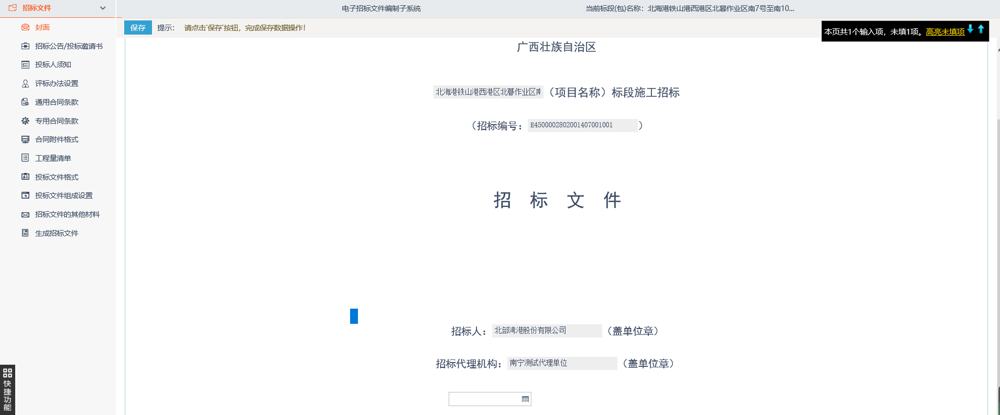 招标文件
电子招标文件编制子系统
当前标段(包)名称：北海港铁山港西港区北暮作业区南7号至南10...
封面
招标公告/投标邀请书
投标人须知
评标办法设置
通用合同条款
专用合同条款
合同附件格式
工程量清单
投标文件格式
投标文件组成设置
招标文件的其他材料
生成招标文件
快捷功能
保存
提示：
请点击'保存'按钮，完成保存数据操作！
本页共1个输入项，未填1项。高亮未填项
广西壮族自治区
北海港铁山港西港区北暮作业区南（项目名称）标段施工招标
（招标编号：E4500002802001407001001）
招 标 文 件
招标人：北部湾港股份有限公司（盖单位章）
招标代理机构：南宁测试代理单位（盖单位章）